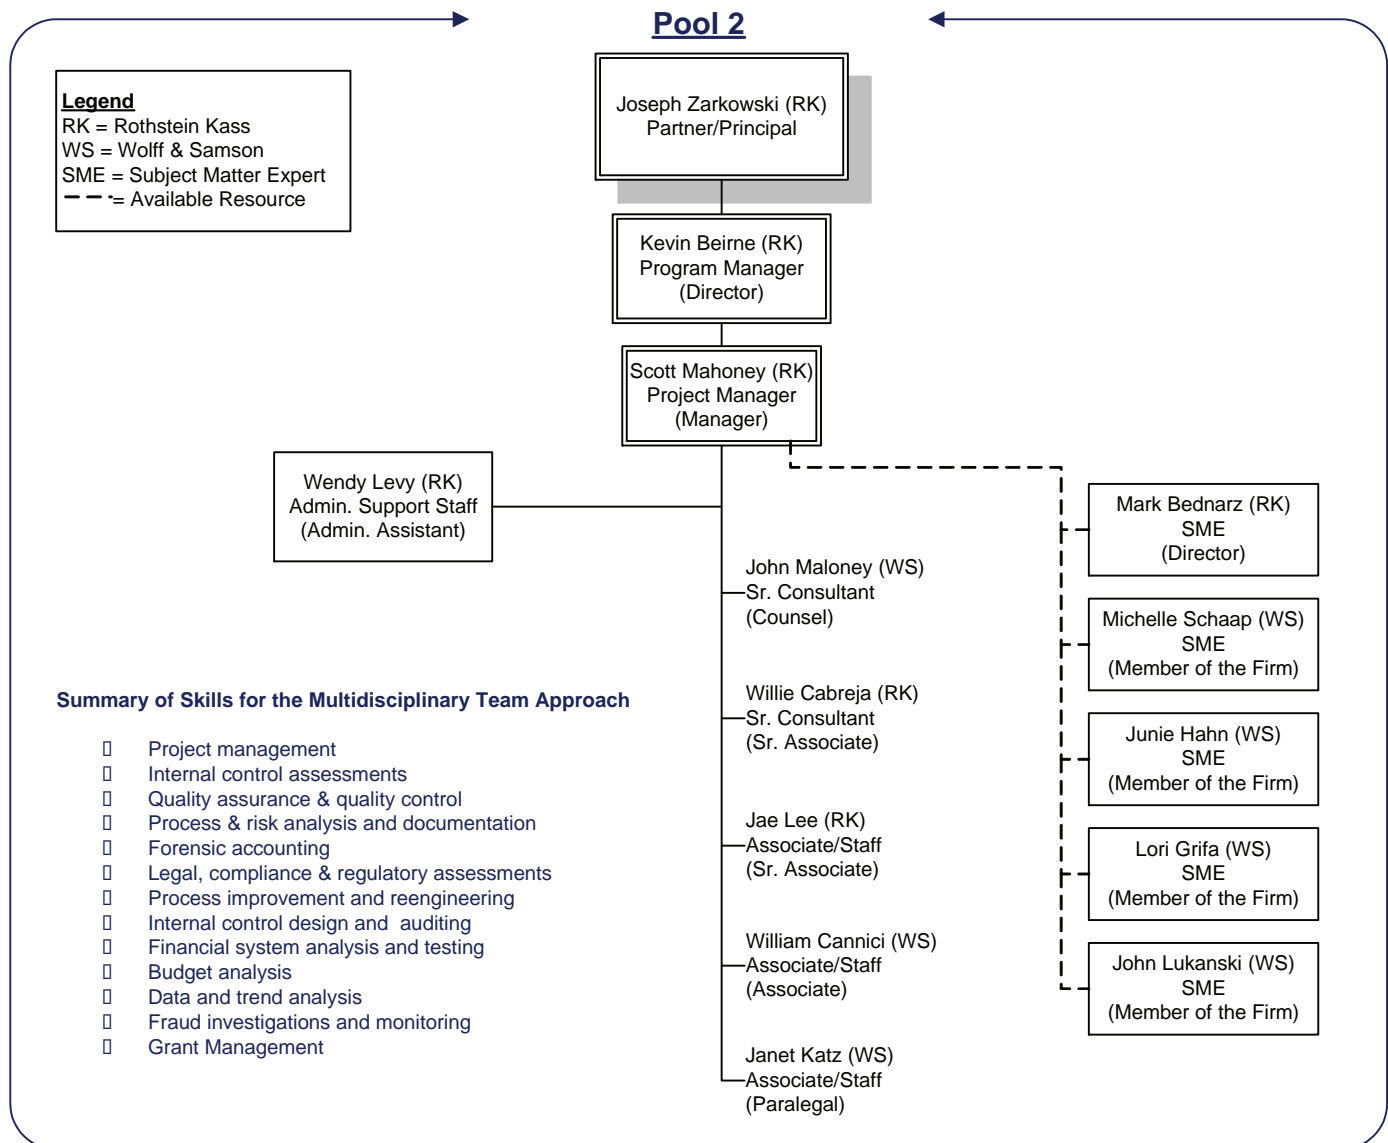 Pool 2
Legend
RK = Rothstein Kass
WS = Wolff & Samson
SME = Subject Matter Expert
= Available Resource
Joseph Zarkowski (RK)
Partner/Principal
Kevin Beirne (RK)
Program Manager
(Director)
Scott Mahoney (RK)
Project Manager
(Manager)
Wendy Levy (RK)
Admin. Support Staff
(Admin. Assistant)
John Maloney (WS)
Sr. Consultant
(Counsel)
Willie Cabreja (RK)
Sr. Consultant
(Sr. Associate)
Jae Lee (RK)
Associate/Staff
(Sr. Associate)
William Cannici (WS)
Associate/Staff
(Associate)
Janet Katz (WS)
Associate/Staff
(Paralegal)
Mark Bednarz (RK)
SME
(Director)
Michelle Schaap (WS)
SME
(Member of the Firm)
Junie Hahn (WS)
SME
(Member of the Firm)
Lori Grifa (WS)
SME
(Member of the Firm)
John Lukanski (WS)
SME
(Member of the Firm)
Summary of Skills for the Multidisciplinary Team Approach
Project management
Internal control assessments
Quality assurance & quality control
Process & risk analysis and documentation
Forensic accounting
Legal, compliance & regulatory assessments
Process improvement and reengineering
Internal control design and auditing
Financial system analysis and testing
Budget analysis
Data and trend analysis
Fraud investigations and monitoring
Grant Management